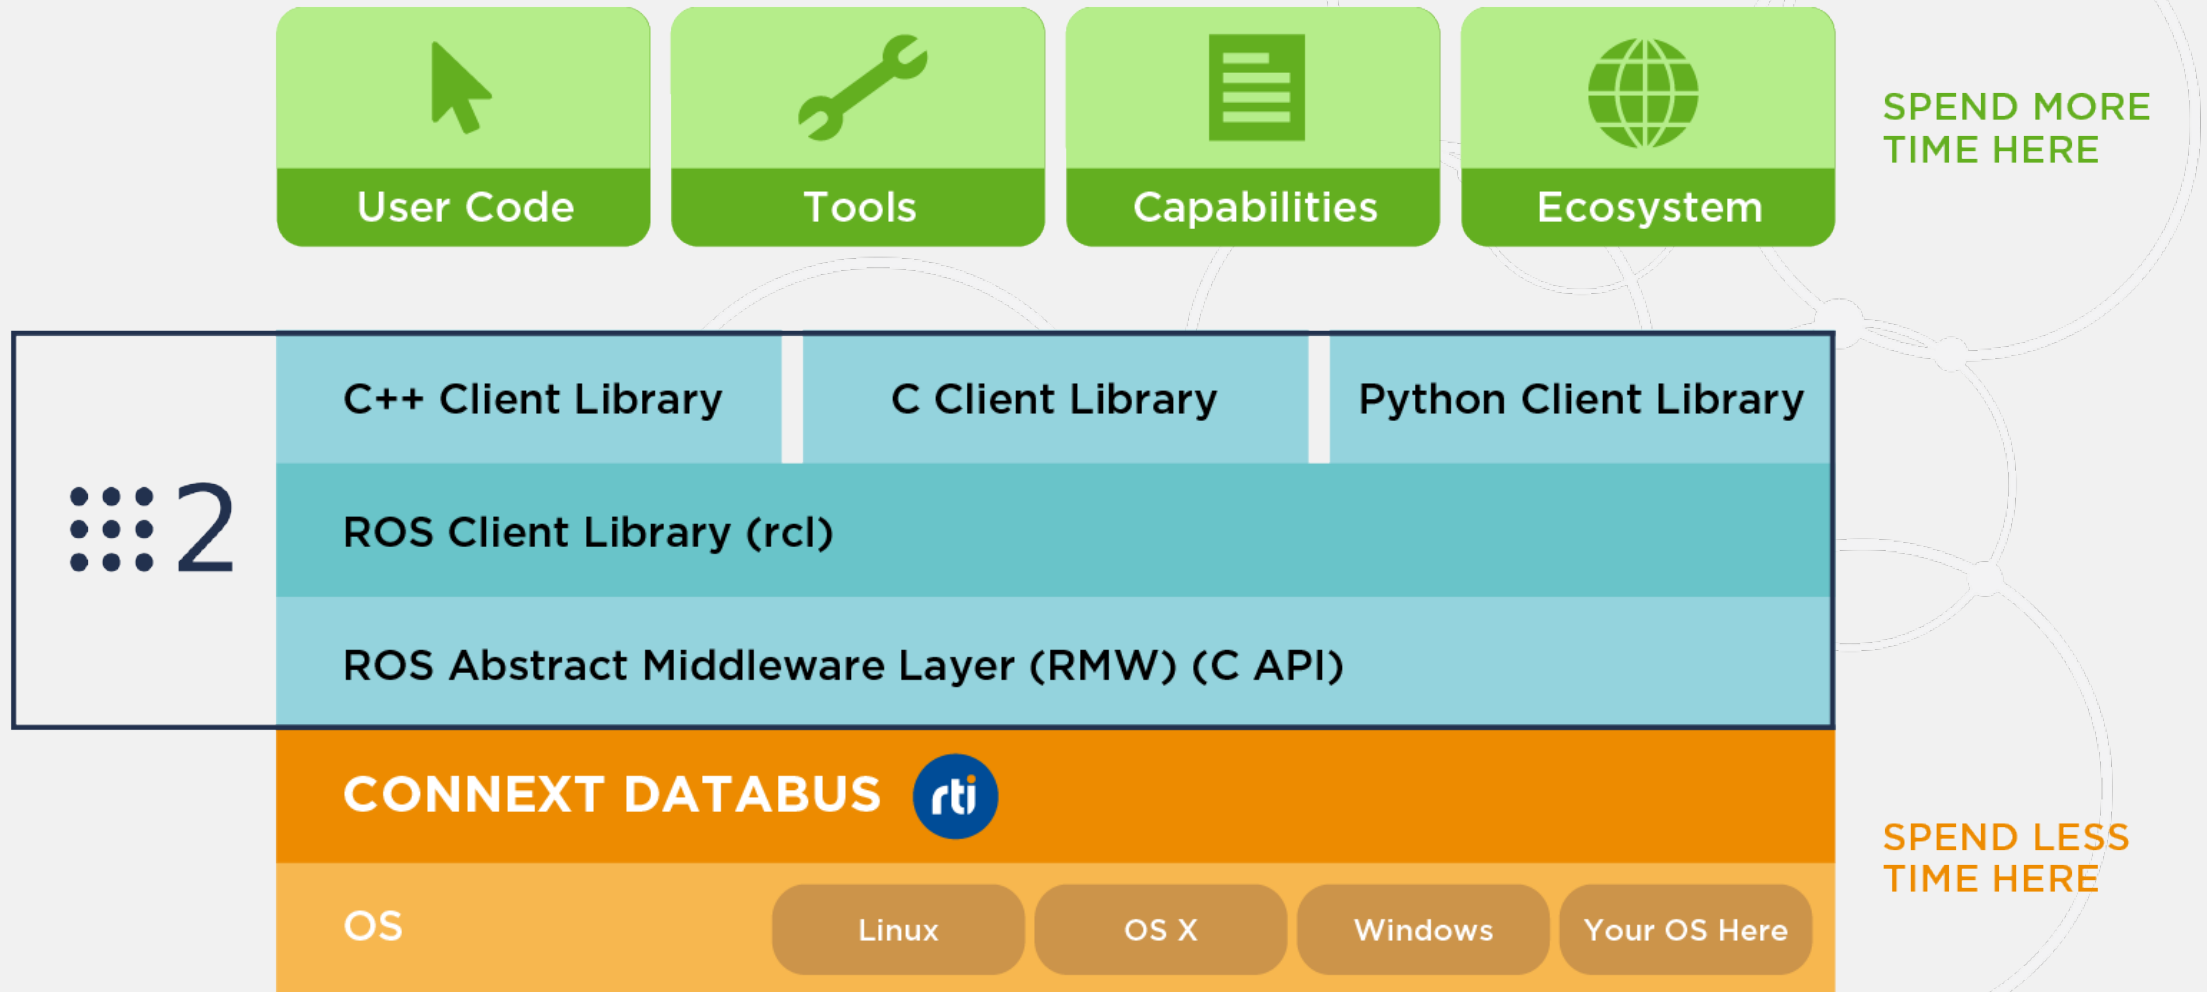 User Code
Tools
Capabilities
Ecosystem
SPEND MORE
TIME HERE
C++ Client Library
C Client Library
Python Client Library
2
ROS Client Library (rcl)
ROS Abstract Middleware Layer (RMW) (C API)
CONNEXT DATABUS
rti
SPEND LESS
TIME HERE
OS
Linux
OS X
Windows
Your OS Here